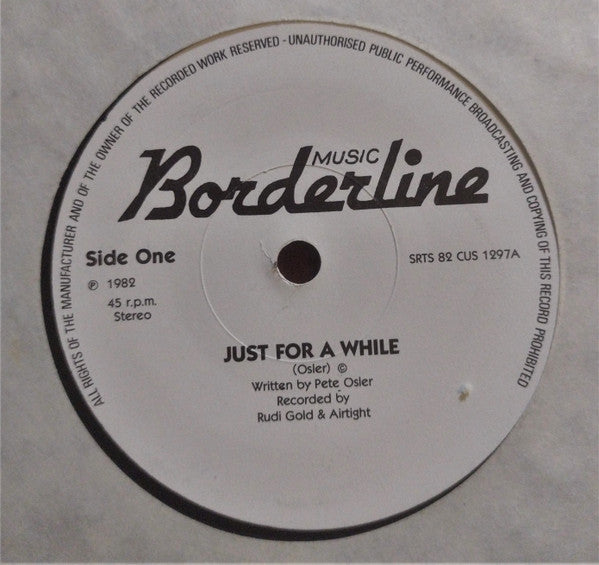 ALL RIGHTS OF THE MANUFACTURER AND OF THE OWNER OF THE RECORDED WORK RESERVED - UNAUTHORISED PUBLIC PERFORMANCE BROADCASTING AND COPYING OF THIS RECORD PROHIBITED
MUSIC
Borderline
Side One
SRTS 82 CUS 1297A
℗ 1982
45 r.p.m.
Stereo
JUST FOR A WHILE
(Osler) ©
Written by Pete Osler
Recorded by
Rudi Gold & Airtight